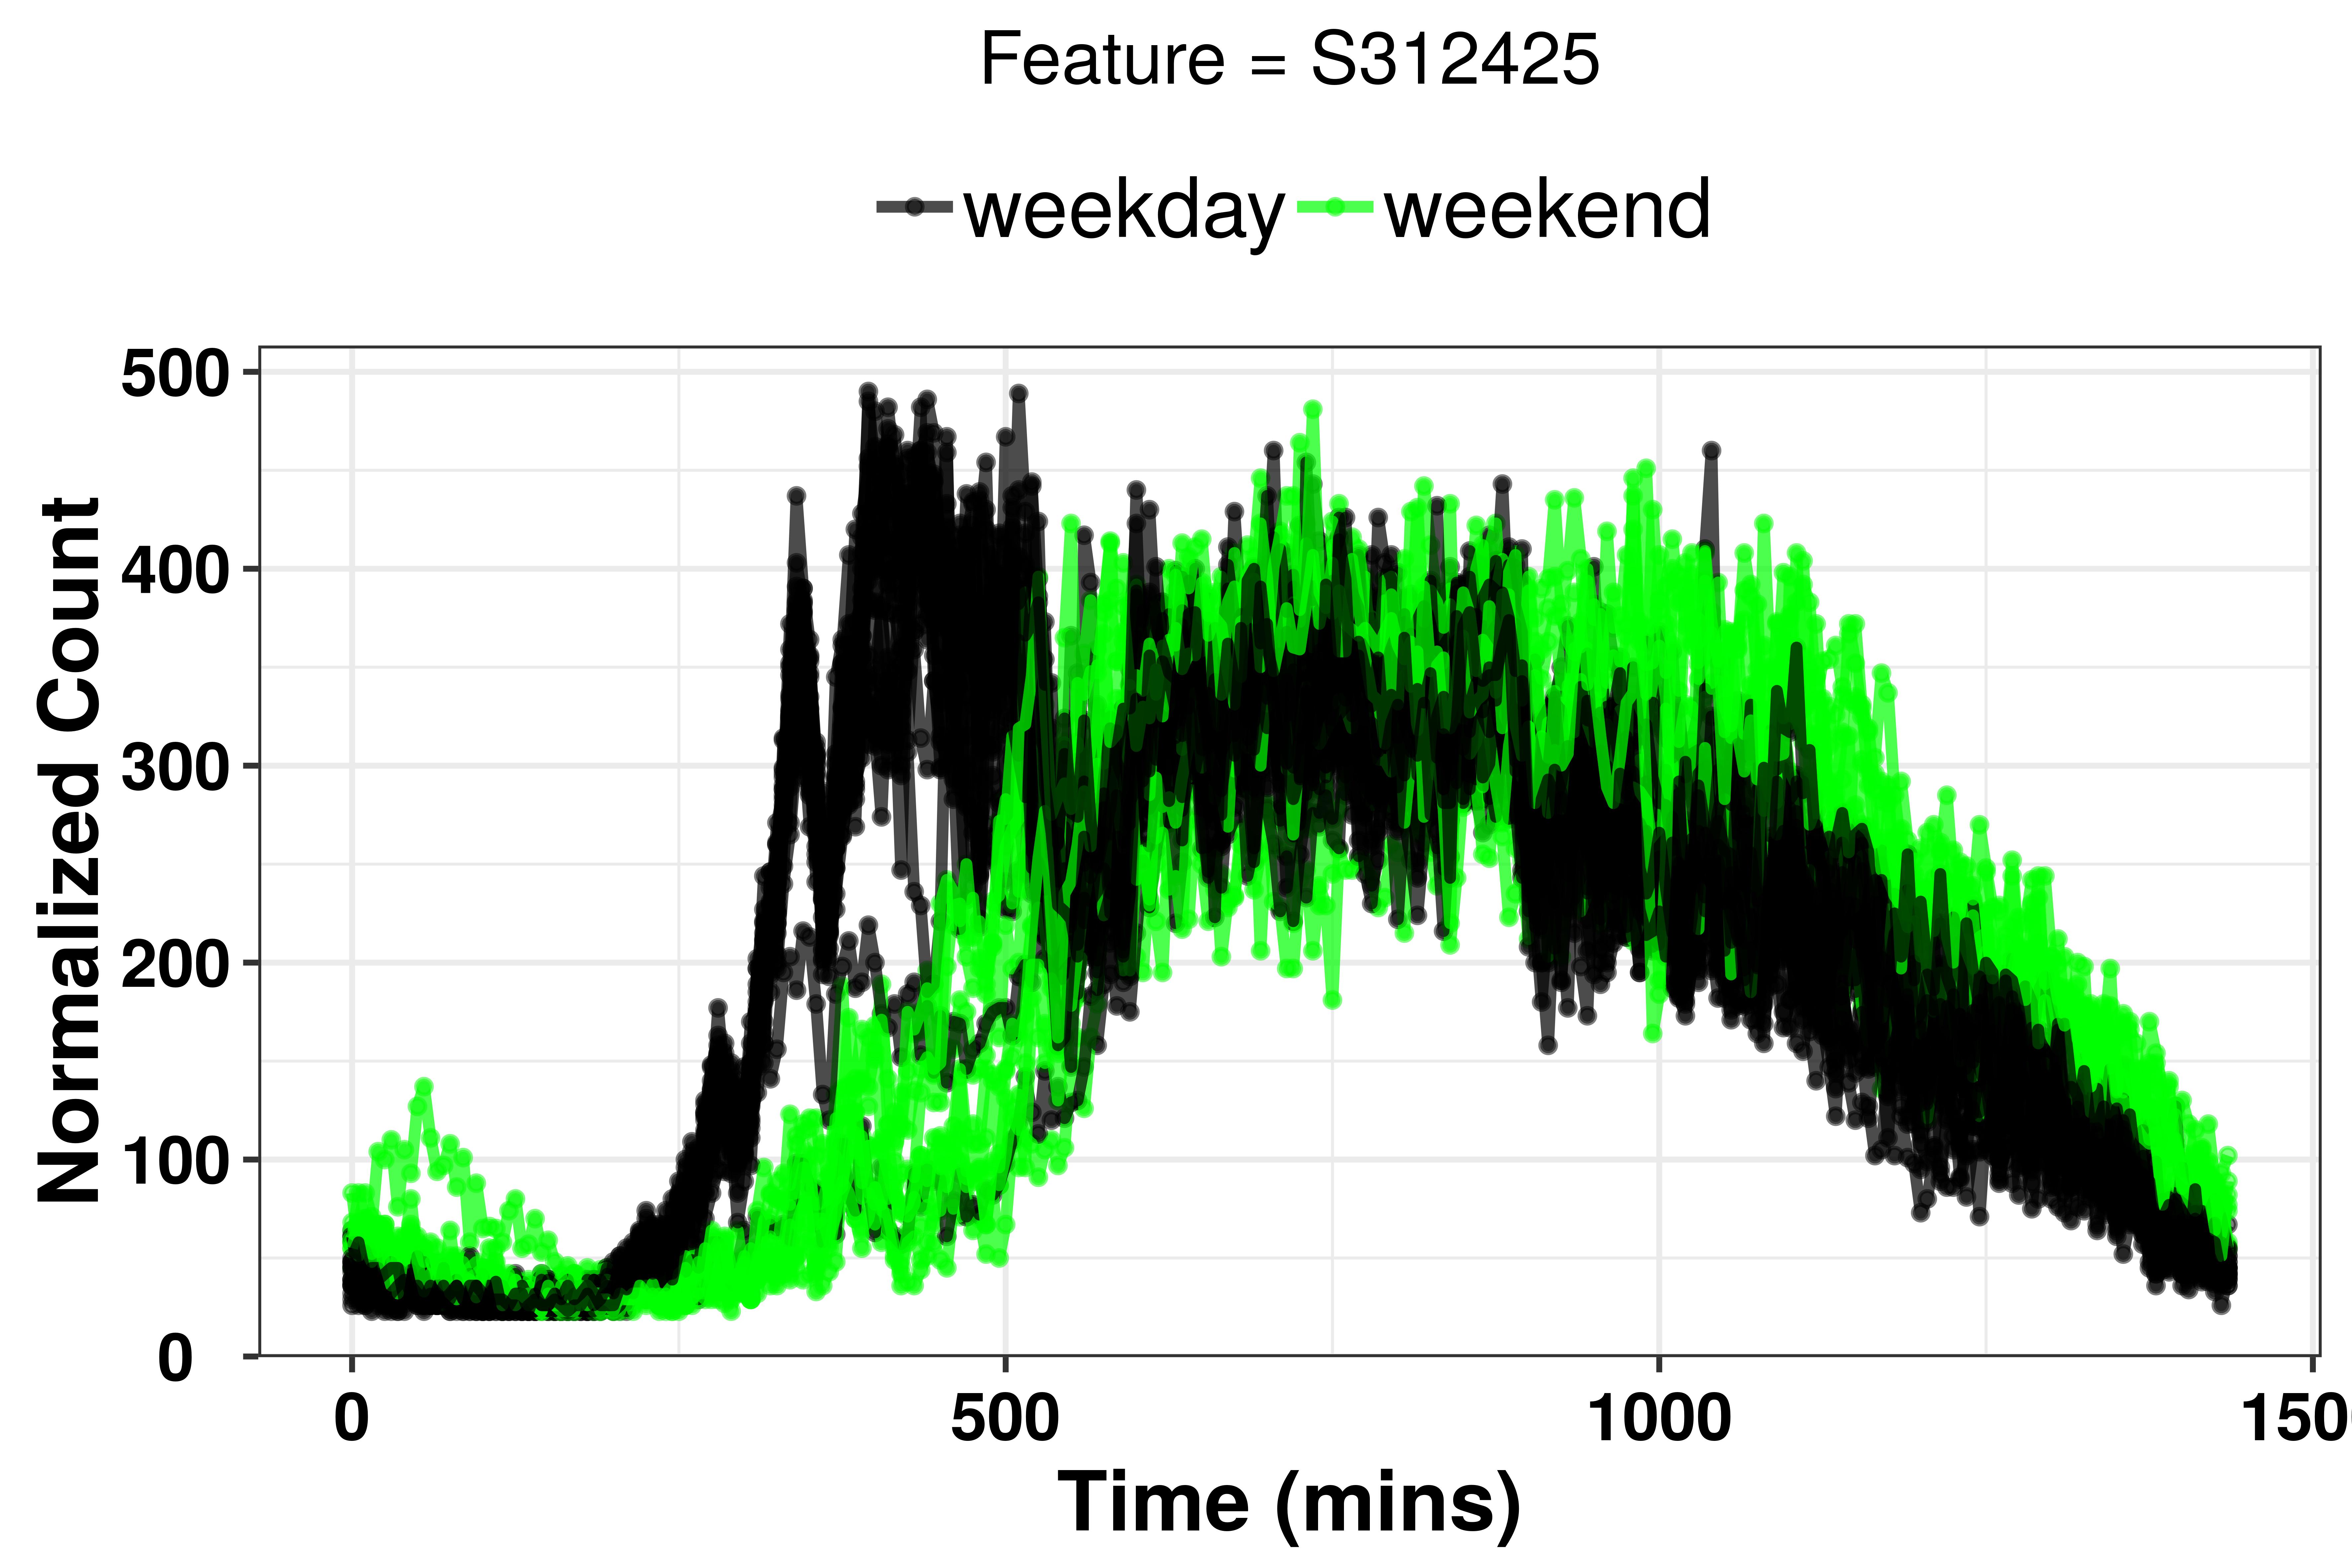 Feature = S312425
weekday weekend
Normalized Count
500
400
300
200
100
0
0 500 1000 150
Time (mins)